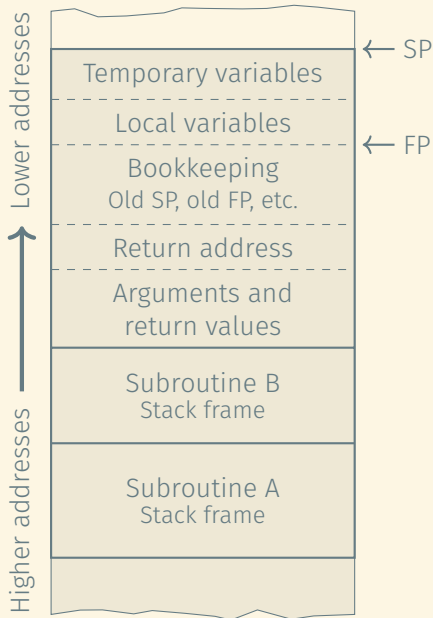 SP
Temporary variables
Local variables
FP
Bookkeeping
Old SP, old FP, etc.
Return address
Arguments and
return values
Subroutine B
Stack frame
Subroutine A
Stack frame
Lower addresses
Higher addresses